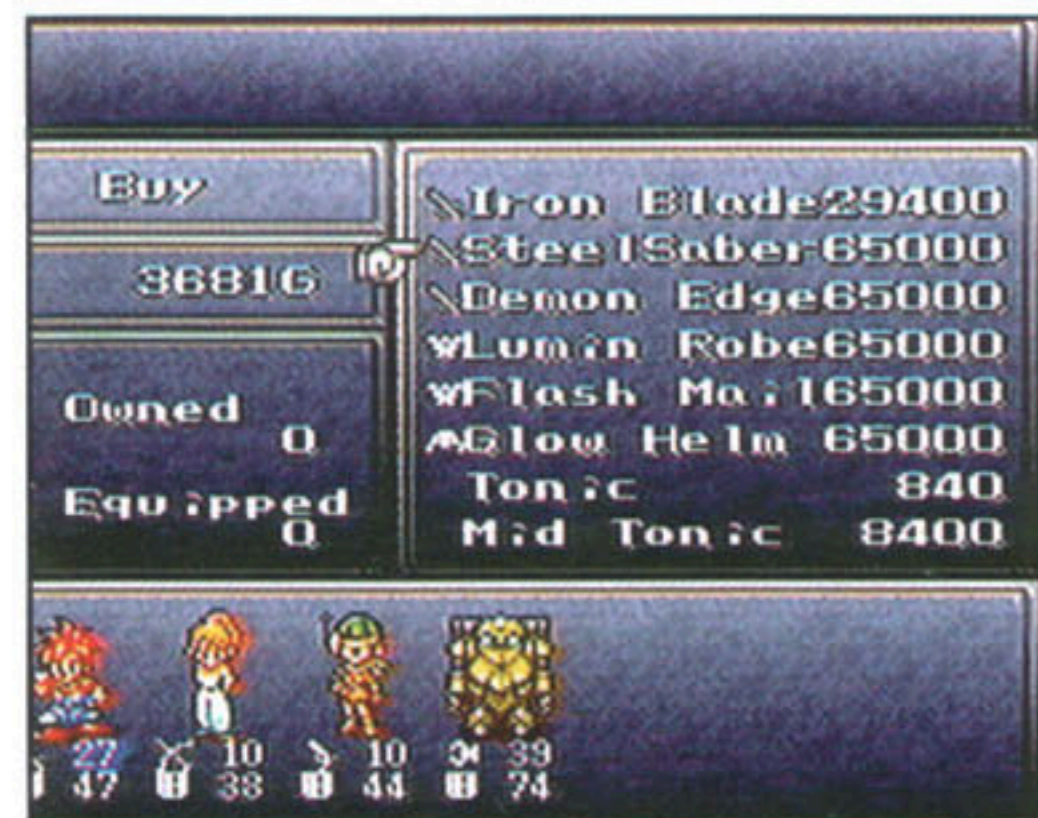 Buy
3681G
Owned
0
Equipped
0
Iron Blade29400
SteelSaber65000
Demon Edge65000
Lumin Robe65000
Flash Mail65000
Glow Helm 65000
Tonic 840
Mid Tonic 8400
27 10 10 39
47 38 44 74